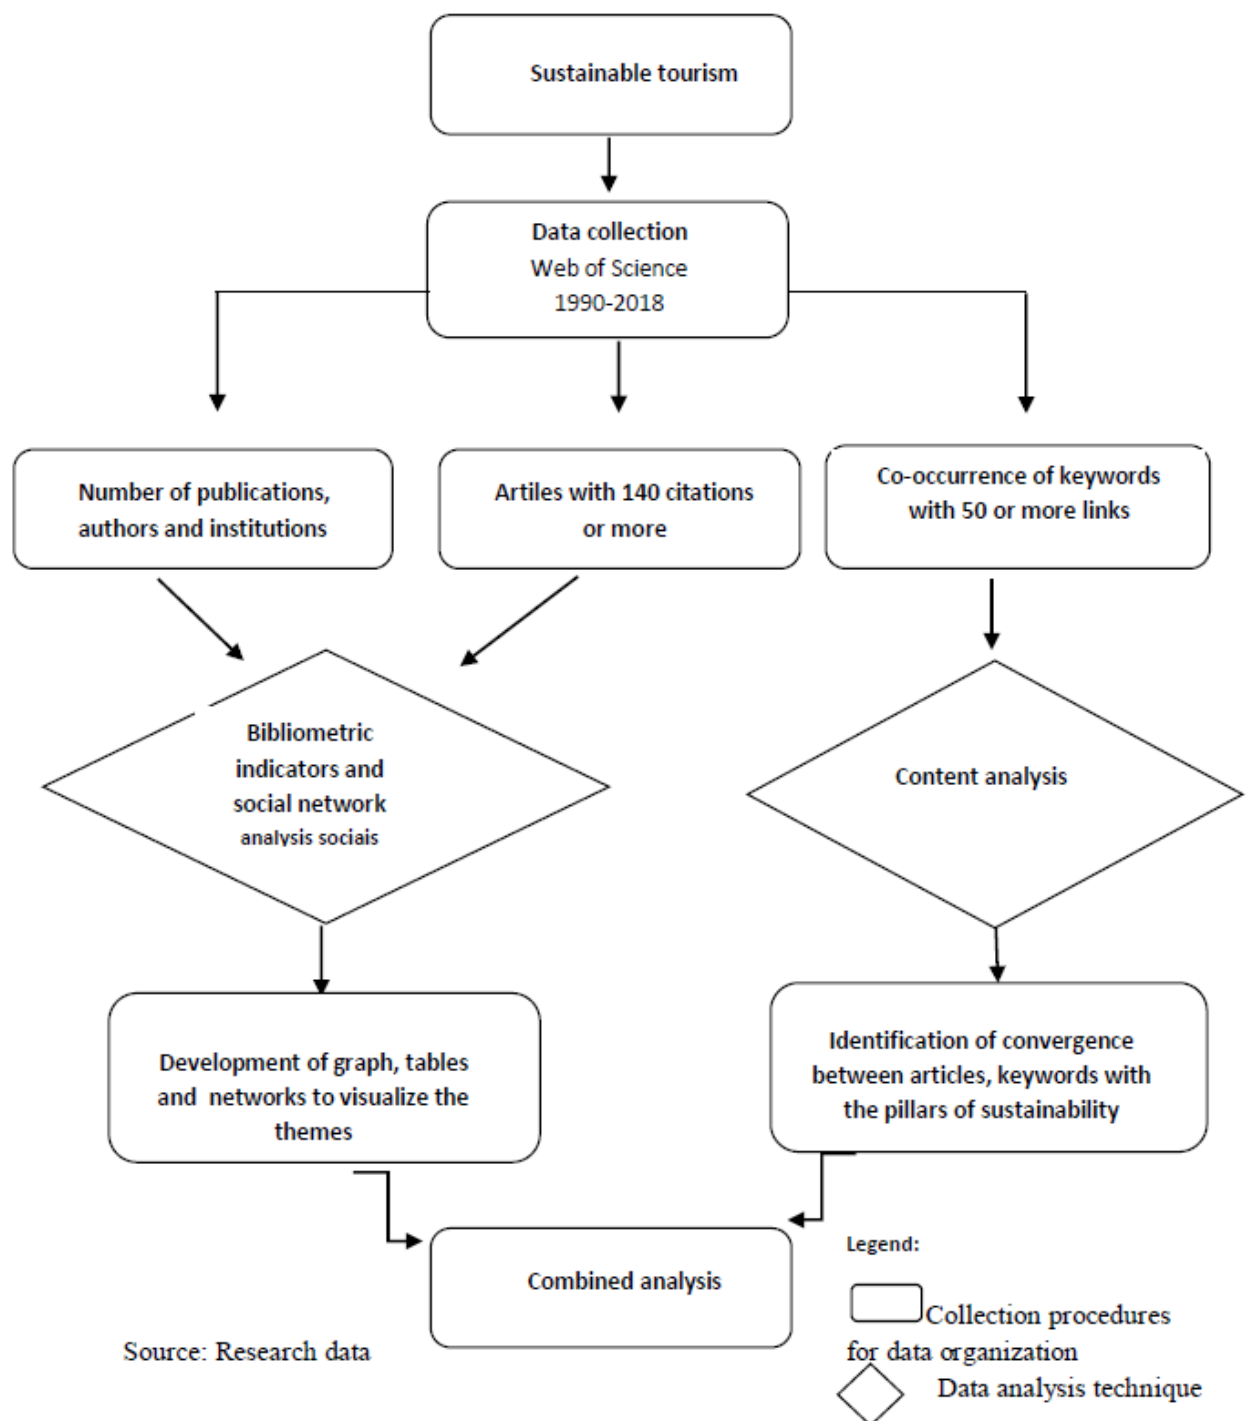 Sustainable tourism
Data collection
Web of Science
1990-2018
Number of publications,
authors and institutions
Artiles with 140 citations
or more
Co-occurrence of keywords
with 50 or more links
Bibliometric
indicators and
social network
analysis sociais
Content analysis
Development of graph, tables
and networks to visualize the
themes
Identification of convergence
between articles, keywords with
the pillars of sustainability
Combined analysis
Legend:
Collection procedures
for data organization
Data analysis technique
Source: Research data